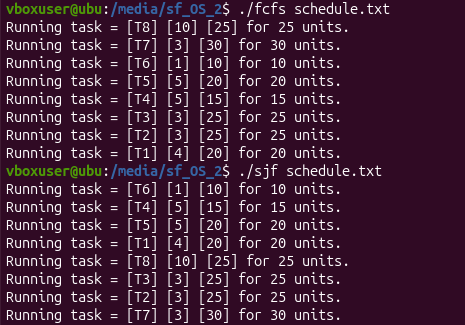 vboxuser@ubu:/media/sf_OS_2$ ./fcfs schedule.txt
Running task = [T8] [10] [25] for 25 units.
Running task = [T7] [3] [30] for 30 units.
Running task = [T6] [1] [10] for 10 units.
Running task = [T5] [5] [20] for 20 units.
Running task = [T4] [5] [15] for 15 units.
Running task = [T3] [3] [25] for 25 units.
Running task = [T2] [3] [25] for 25 units.
Running task = [T1] [4] [20] for 20 units.
vboxuser@ubu:/media/sf_OS_2$ ./sjf schedule.txt
Running task = [T6] [1] [10] for 10 units.
Running task = [T4] [5] [15] for 15 units.
Running task = [T5] [5] [20] for 20 units.
Running task = [T1] [4] [20] for 20 units.
Running task = [T8] [10] [25] for 25 units.
Running task = [T3] [3] [25] for 25 units.
Running task = [T2] [3] [25] for 25 units.
Running task = [T7] [3] [30] for 30 units.